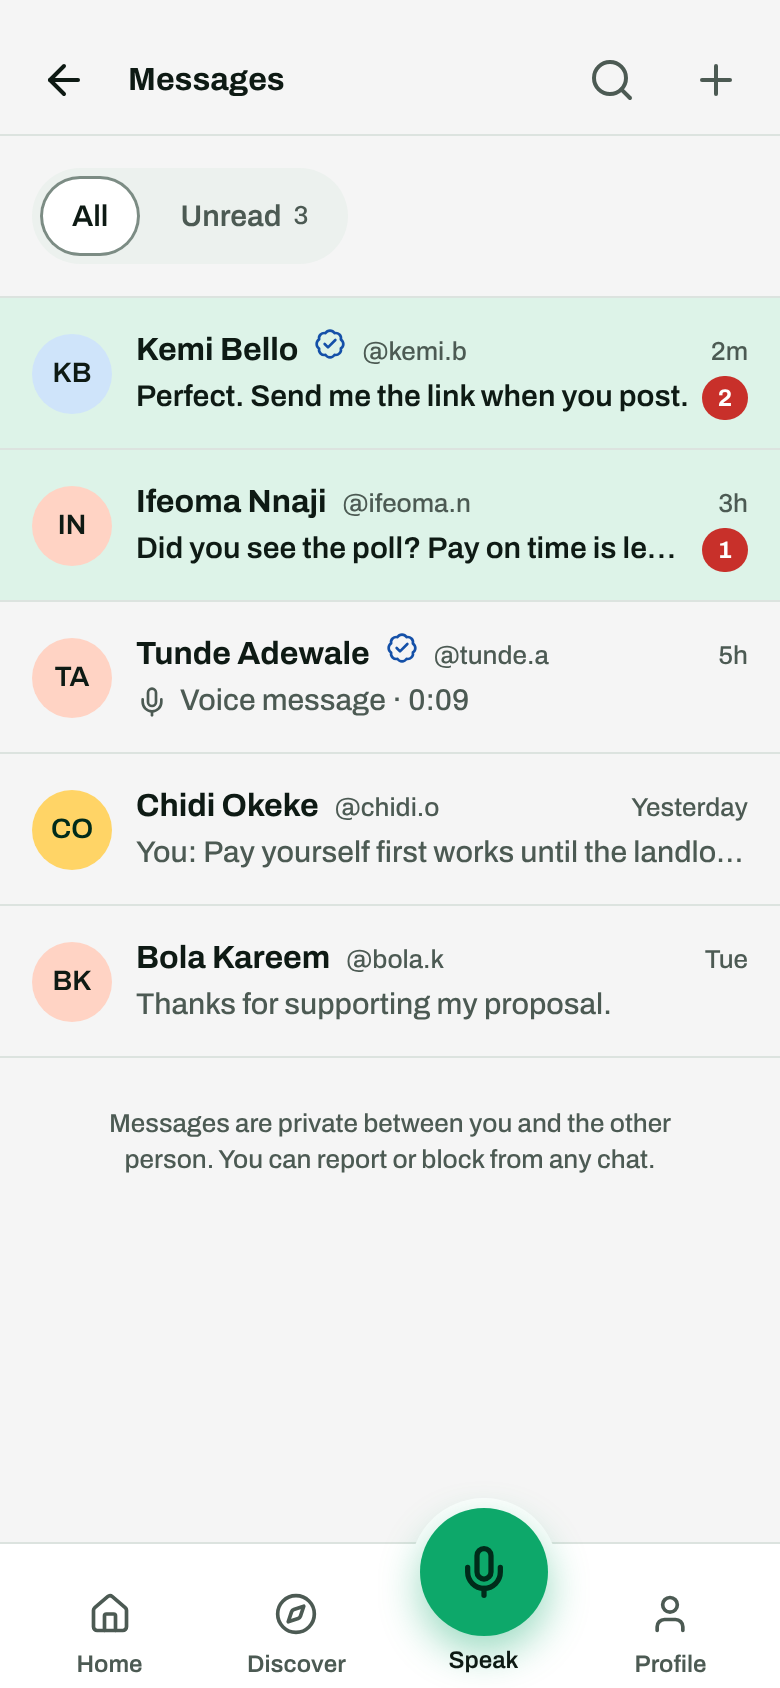 Messages
All
Unread 3
KB
Kemi Bello @kemi.b 2m
Perfect. Send me the link when you post. 2
IN
Ifeoma Nnaji @ifeoma.n 3h
Did you see the poll? Pay on time is le... 1
TA
Tunde Adewale @tunde.a 5h
Voice message · 0:09
CO
Chidi Okeke @chidi.o Yesterday
You: Pay yourself first works until the landlo...
BK
Bola Kareem @bola.k Tue
Thanks for supporting my proposal.
Messages are private between you and the other
person. You can report or block from any chat.
Home
Discover
Speak
Profile